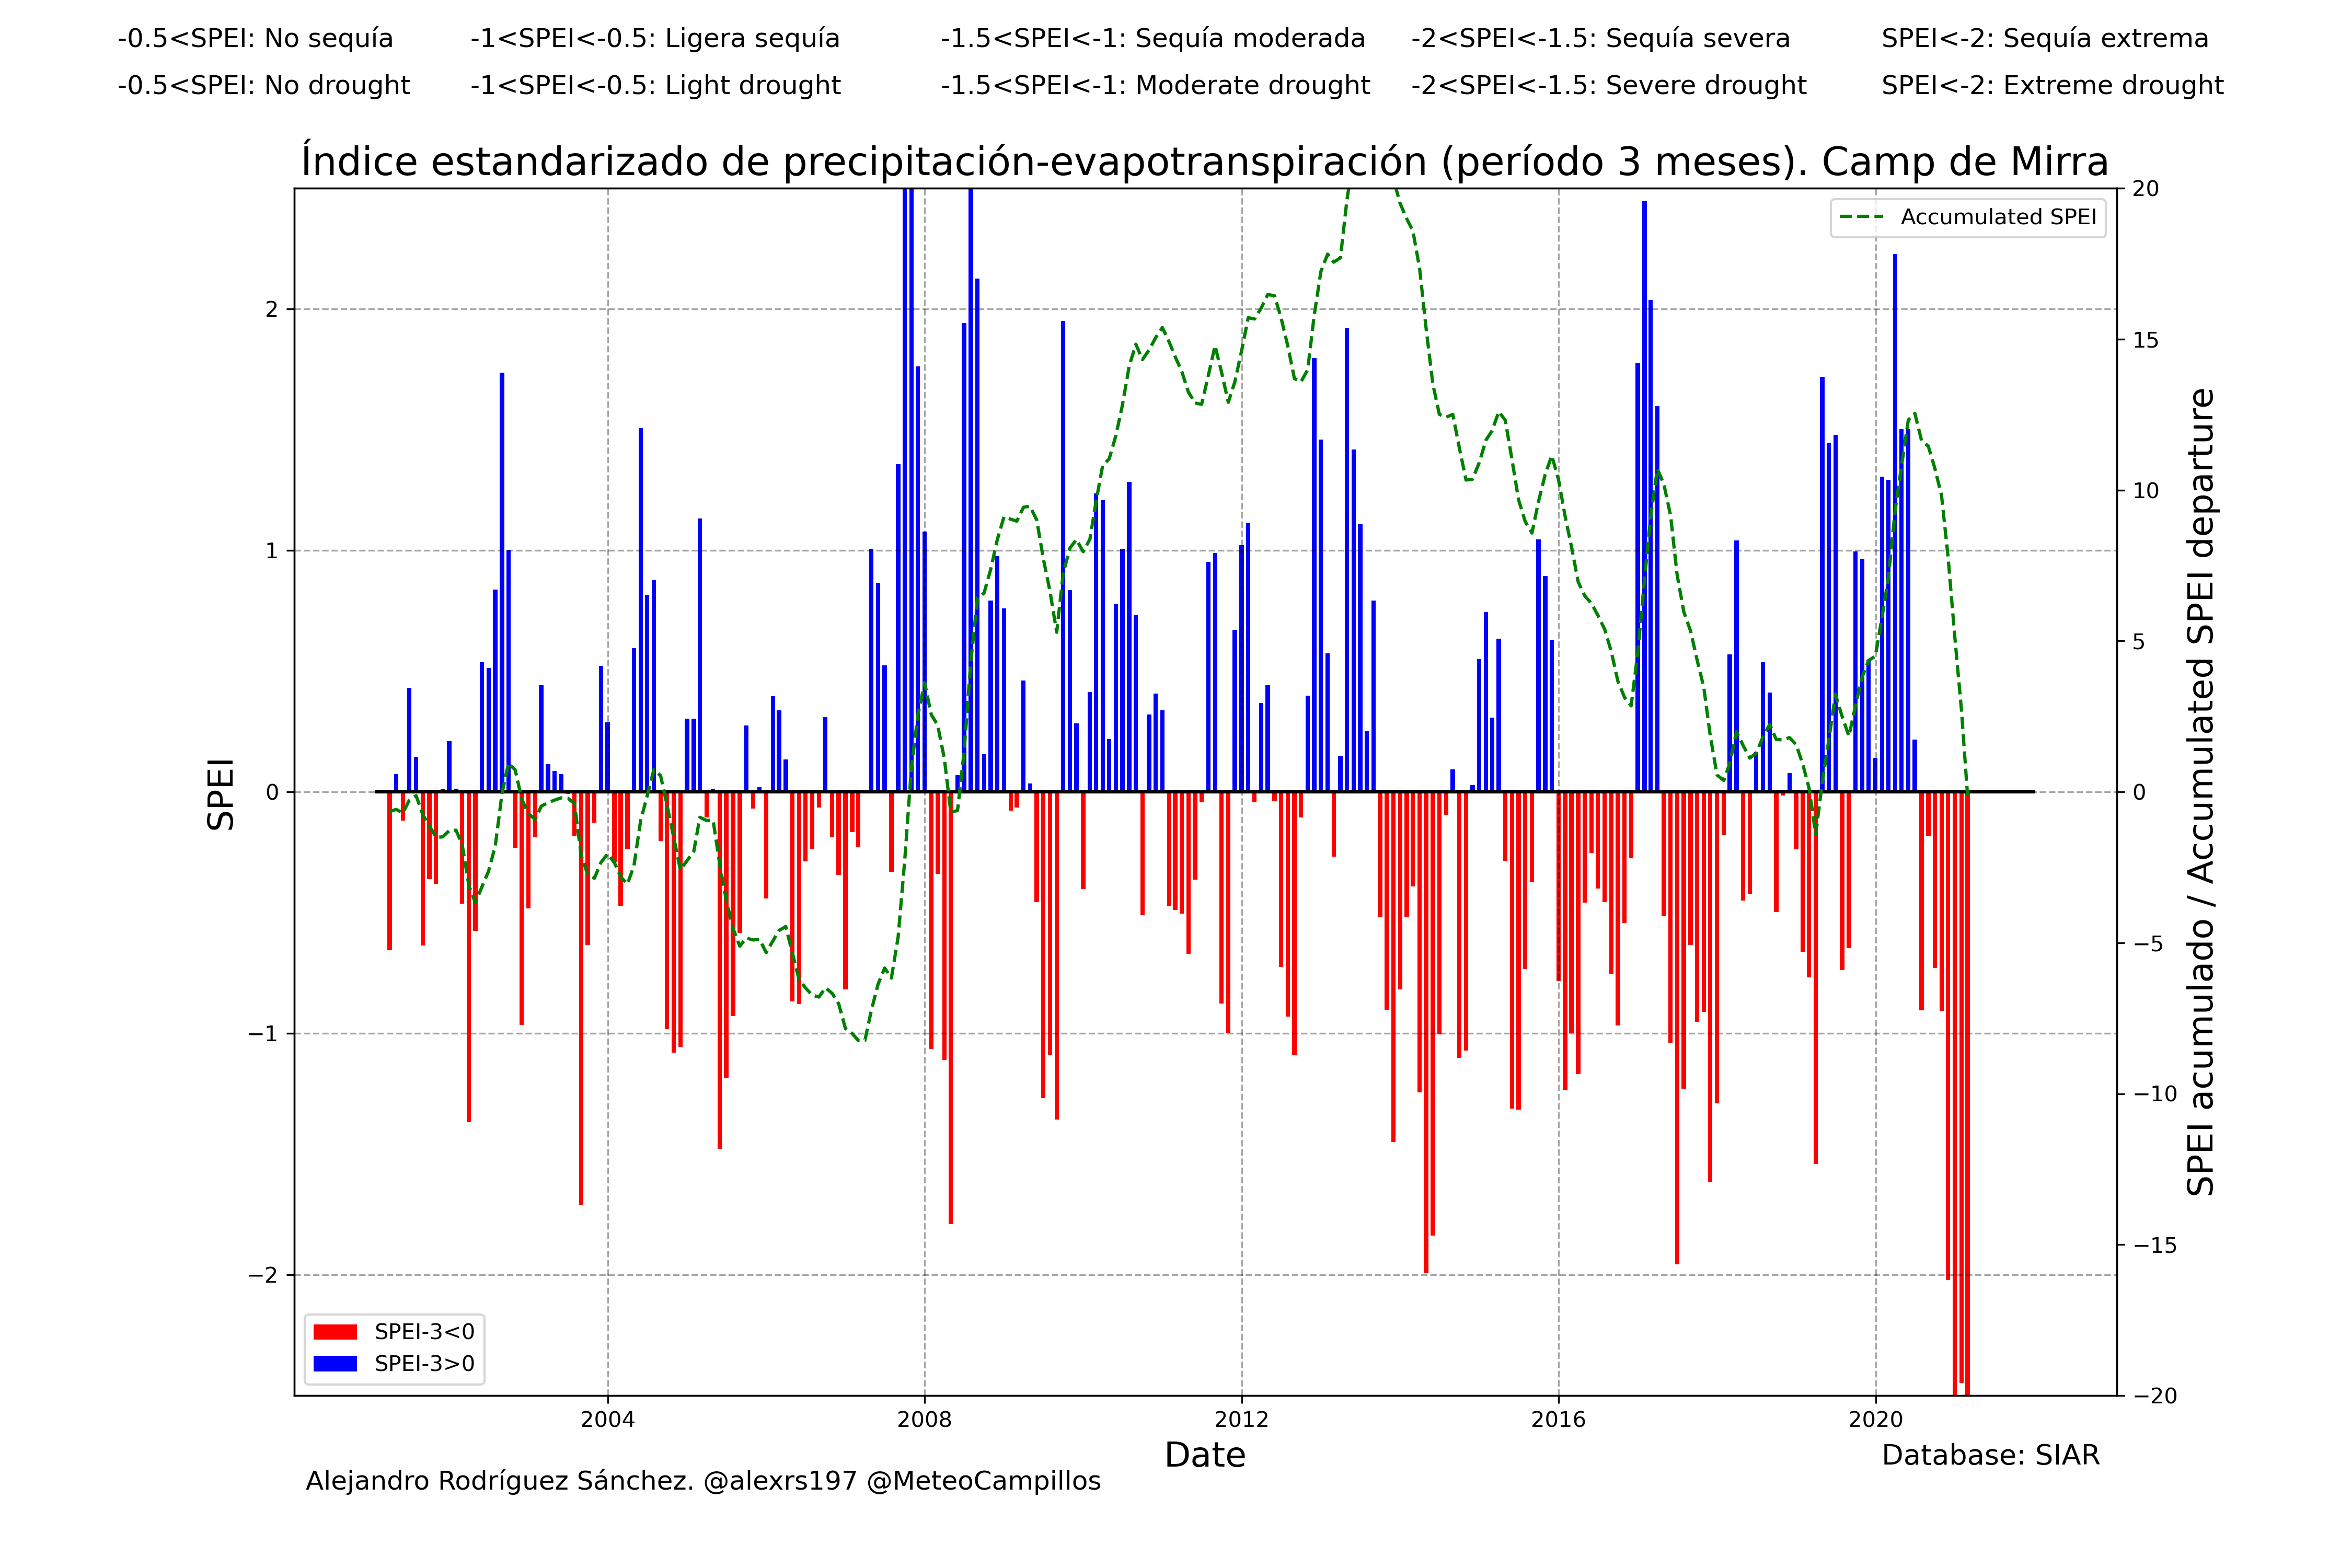 -0.5<SPEI: No sequía -1<SPEI<-0.5: Ligera sequía -1.5<SPEI<-1: Sequía moderada -2<SPEI<-1.5: Sequía severa SPEI<-2: Sequía extrema
-0.5<SPEI: No drought -1<SPEI<-0.5: Light drought -1.5<SPEI<-1: Moderate drought -2<SPEI<-1.5: Severe drought SPEI<-2: Extreme drought
Índice estandarizado de precipitación-evapotranspiración (período 3 meses). Camp de Mirra
Accumulated SPEI
2
1
0
−1
−2
SPEI
20
15
10
5
0
−5
−10
−15
−20
SPEI acumulado / Accumulated SPEI departure
SPEI-3<0
SPEI-3>0
2004 2008 2012 2016 2020
Date
Database: SIAR
Alejandro Rodríguez Sánchez. @alexrs197 @MeteoCampillos